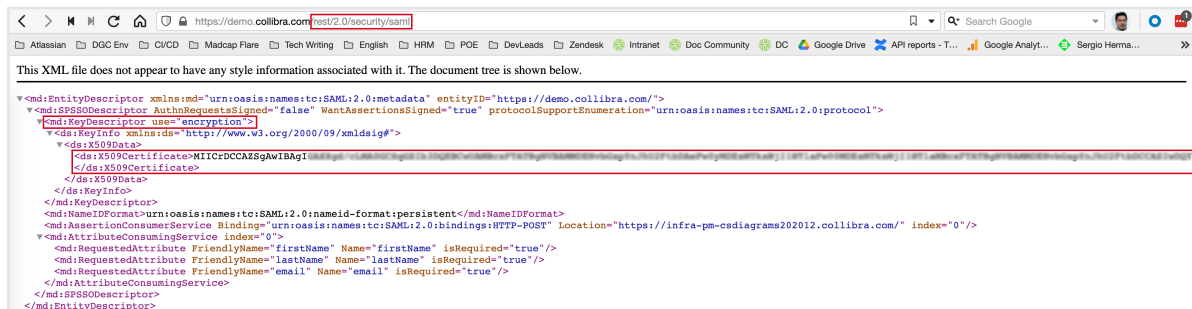 https://demo.collibra.com/rest/2.0/security/saml
Search Google
1
Atlassian DGC Env CI/CD Madcap Flare Tech Writing English HRM POE DevLeads Zendesk Intranet Doc Community DC Google Drive API reports - T... Google Analyt... Sergio Herma...
This XML file does not appear to have any style information associated with it. The document tree is shown below.
<md:EntityDescriptor xmlns:md="urn:oasis:names:tc:SAML:2.0:metadata" entityID="https://demo.collibra.com/">
<md:SPSSODescriptor AuthnRequestsSigned="false" WantAssertionsSigned="true" protocolSupportEnumeration="urn:oasis:names:tc:SAML:2.0:protocol">
<md:KeyDescriptor use="encryption">
<ds:KeyInfo xmlns:ds="http://www.w3.org/2000/09/xmldsig#">
<ds:X509Data>
<ds:X509Certificate>MIICrDCCAZSgAwIBAgI
</ds:X509Certificate>
</ds:X509Data>
</ds:KeyInfo>
</md:KeyDescriptor>
<md:NameIDFormat>urn:oasis:names:tc:SAML:2.0:nameid-format:persistent</md:NameIDFormat>
<md:AssertionConsumerService Binding="urn:oasis:names:tc:SAML:2.0:bindings:HTTP-POST" Location="https://infra-pm-csdiagrams202012.collibra.com/" index="0"/>
<md:AttributeConsumingService index="0">
<md:RequestedAttribute FriendlyName="firstName" Name="firstName" isRequired="true"/>
<md:RequestedAttribute FriendlyName="lastName" Name="lastName" isRequired="true"/>
<md:RequestedAttribute FriendlyName="email" Name="email" isRequired="true"/>
</md:AttributeConsumingService>
</md:SPSSODescriptor>
</md:EntityDescriptor>